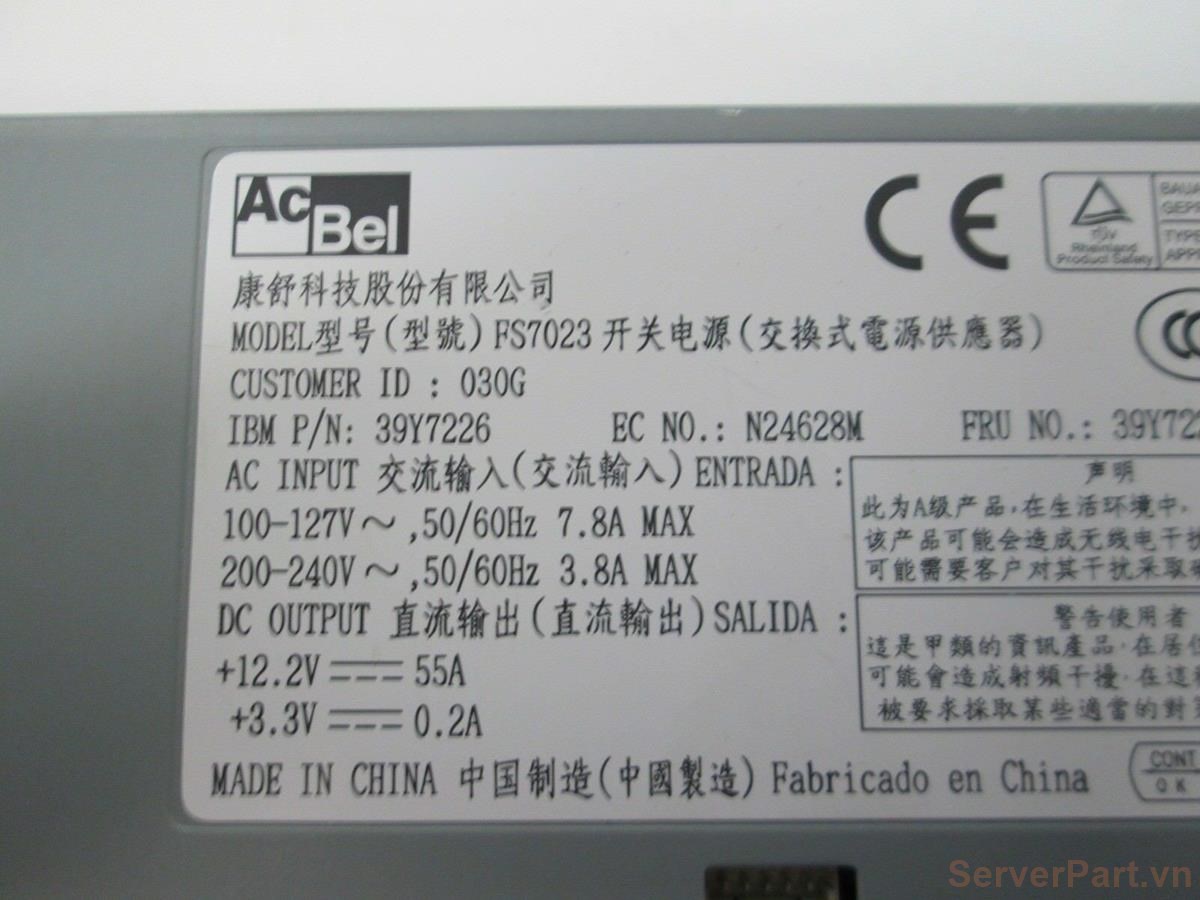 AcBel
CE
TÜV
Rheinland
Product Safety
康舒科技股份有限公司
MODEL型号(型號) FS7023 开关电源(交換式電源供應器)
CUSTOMER ID : 030G
IBM P/N: 39Y7226 EC NO.: N24628M FRU NO.: 39Y722
AC INPUT 交流输入(交流輸入) ENTRADA :
100-127V～ ,50/60Hz 7.8A MAX
200-240V～ ,50/60Hz 3.8A MAX
DC OUTPUT 直流输出(直流輸出) SALIDA :
+12.2V 55A
+3.3V 0.2A
MADE IN CHINA 中国制造(中國製造) Fabricado en China
声明
此为A级产品,在生活环境中,
该产品可能会造成无线电干扰
可能需要客户对其干扰采取
警告使用者
這是甲類的資訊產品,在居住
可能會造成射頻干擾,在這種
被要求採取某些適當的對
CONT
OK
ServerPart.vn